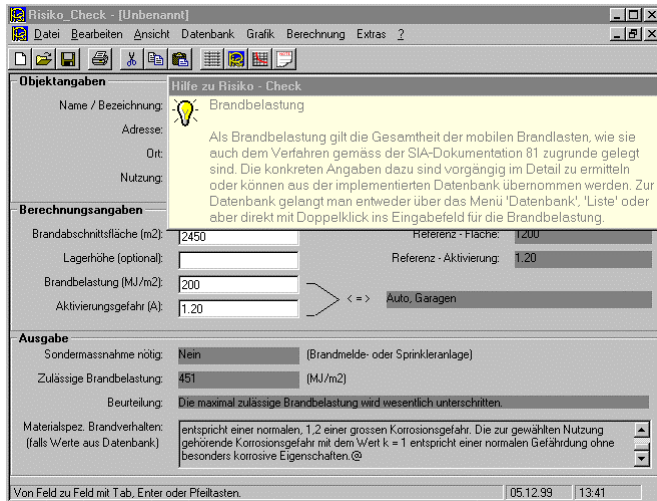 Risiko_Check - [Unbenannt]
Datei Bearbeiten Ansicht Datenbank Grafik Berechnung Extras ?
Objektangaben
Hilfe zu Risiko - Check
Name / Bezeichnung:
Brandbelastung
Adresse:
Ort:
Nutzung:
Als Brandbelastung gilt die Gesamtheit der mobilen Brandlasten, wie sie
auch dem Verfahren gemäss der SIA-Dokumentation 81 zugrunde gelegt
sind. Die konkreten Angaben dazu sind vorgängig im Detail zu ermitteln
oder können aus der implementierten Datenbank übernommen werden. Zur
Datenbank gelangt man entweder über das Menü 'Datenbank', 'Liste' oder
aber direkt mit Doppelklick ins Eingabefeld für die Brandbelastung.
Berechnungsangaben
Brandabschnittsfläche (m2): 2450 Referenz - Fläche: 1200
Lagerhöhe (optional): Referenz - Aktivierung: 1.20
Brandbelastung (MJ/m2): 200
< = > Auto, Garagen
Aktivierungsgefahr (A): 1.20
Ausgabe
Sondermassnahme nötig: Nein (Brandmelde- oder Sprinkleranlage)
Zulässige Brandbelastung: 451 (MJ/m2)
Beurteilung: Die maximal zulässige Brandbelastung wird wesentlich unterschritten.
Materialspez. Brandverhalten:
(falls Werte aus Datenbank)
entspricht einer normalen, 1,2 einer grossen Korrosionsgefahr. Die zur gewählten Nutzung
gehörende Korrosionsgefahr mit dem Wert k = 1 entspricht einer normalen Gefährdung ohne
besonders korrosive Eigenschaften.@
Von Feld zu Feld mit Tab, Enter oder Pfeiltasten. 05.12.99 13:41